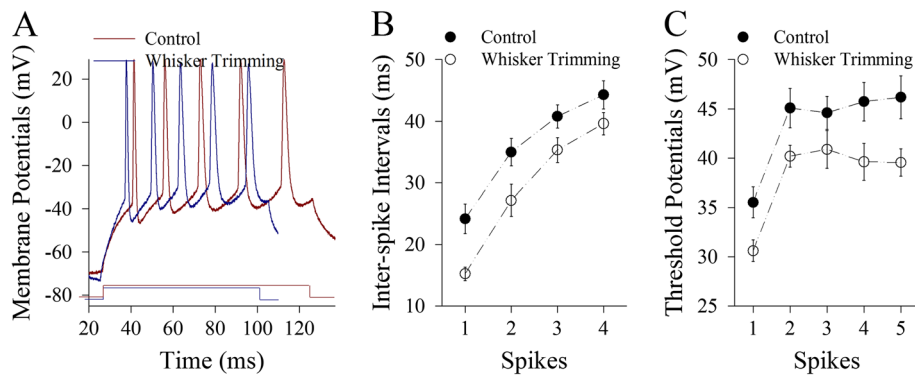 A
Control
Whisker Trimming
Membrane Potentials (mV)
20
0
-20
-40
-60
-80
20 40 60 80 100 120
Time (ms)
B
Control
Whisker Trimming
Inter-spike Intervals (ms)
50
40
30
20
10
1 2 3 4
Spikes
C
Control
Whisker Trimming
Threshold Potentials (mV)
50
45
40
35
30
25
1 2 3 4 5
Spikes